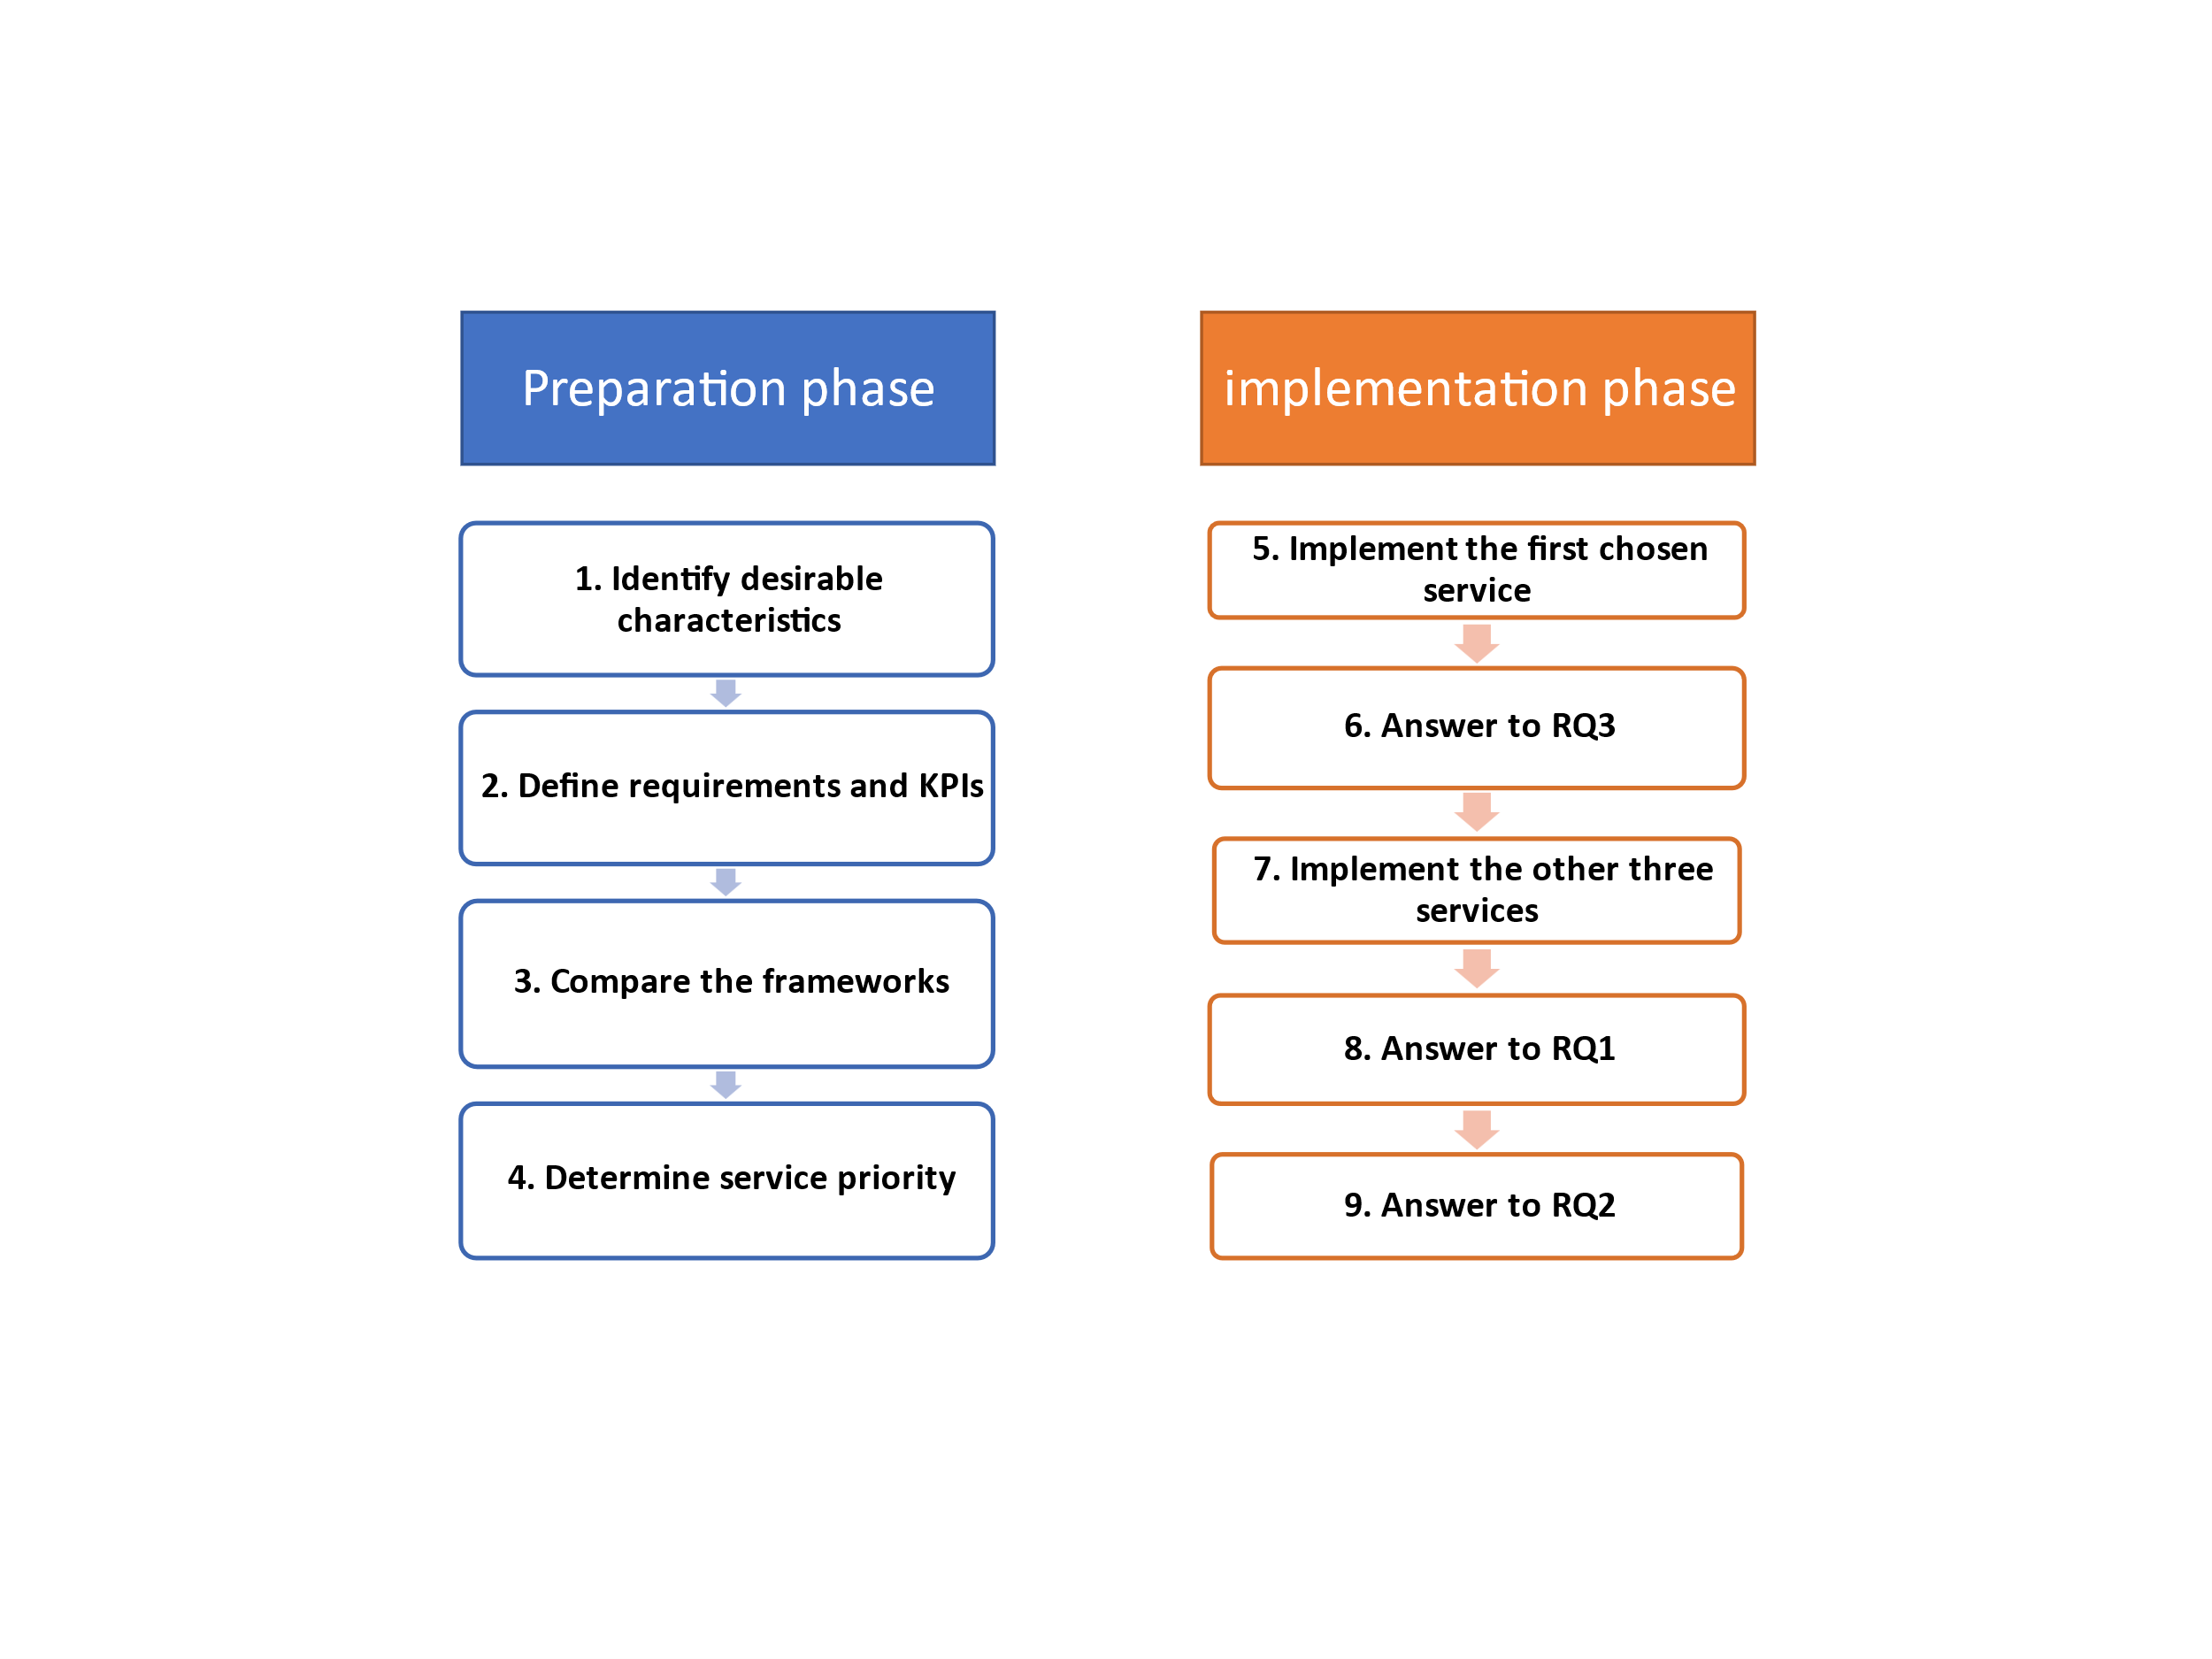 Preparation phase
1. Identify desirable
characteristics
2. Define requirements and KPIs
3. Compare the frameworks
4. Determine service priority
implementation phase
5. Implement the first chosen
service
6. Answer to RQ3
7. Implement the other three
services
8. Answer to RQ1
9. Answer to RQ2